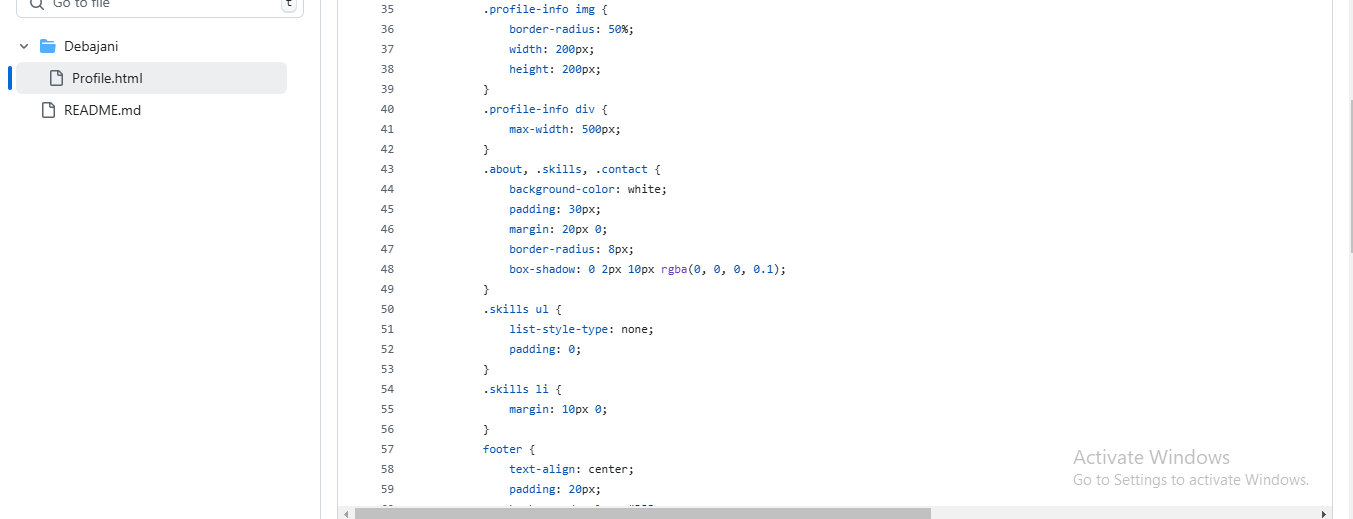 Go to file
t
Debajani
Profile.html
README.md
35 .profile-info img {
36 border-radius: 50%;
37 width: 200px;
38 height: 200px;
39 }
40 .profile-info div {
41 max-width: 500px;
42 }
43 .about, .skills, .contact {
44 background-color: white;
45 padding: 30px;
46 margin: 20px 0;
47 border-radius: 8px;
48 box-shadow: 0 2px 10px rgba(0, 0, 0, 0.1);
49 }
50 .skills ul {
51 list-style-type: none;
52 padding: 0;
53 }
54 .skills li {
55 margin: 10px 0;
56 }
57 footer {
58 text-align: center;
59 padding: 20px;
Activate Windows
Go to Settings to activate Windows.